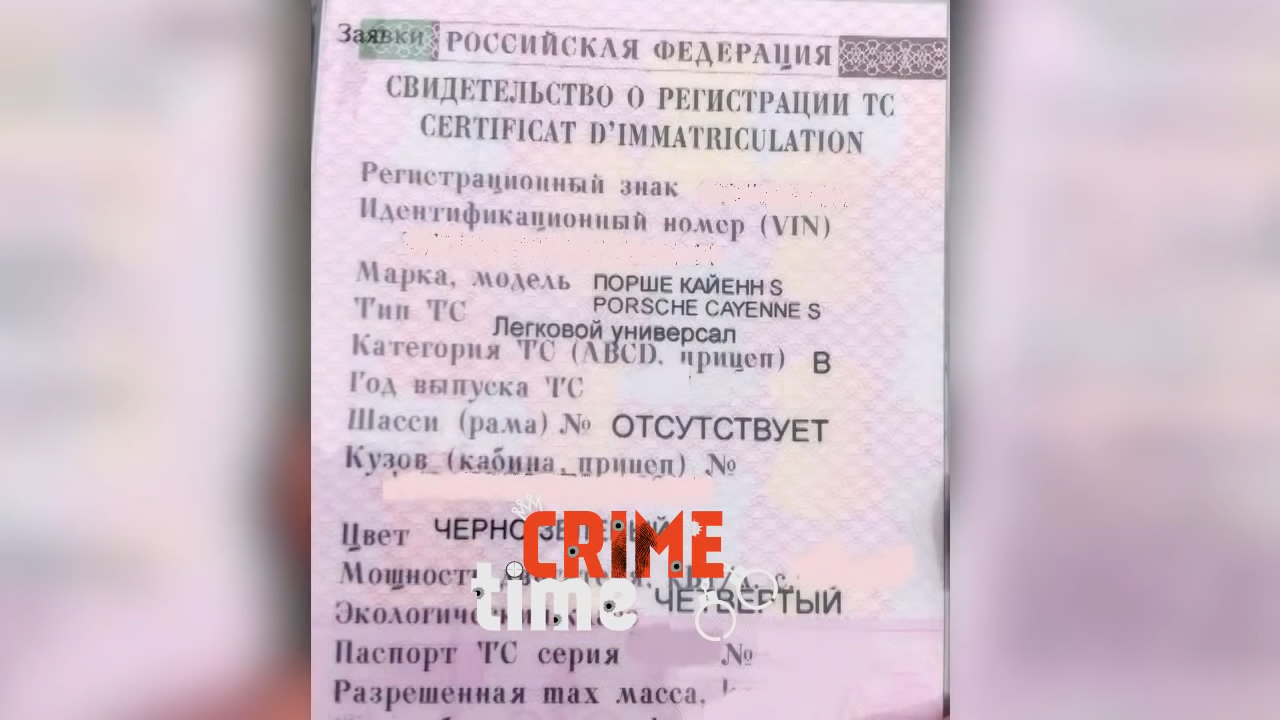 Заявки
РОССИЙСКАЯ ФЕДЕРАЦИЯ
СВИДЕТЕЛЬСТВО О РЕГИСТРАЦИИ ТС
CERTIFICAT D'IMMATRICULATION
Регистрационный знак
Идентификационный номер (VIN)
Марка, модель ПОРШЕ КАЙЕНН S
PORSCHE CAYENNE S
Тип ТС Легковой универсал
Категория ТС (ABCD, прицеп) B
Год выпуска ТС
Шасси (рама) № ОТСУТСТВУЕТ
Кузов (кабина, прицеп) №
Цвет ЧЕРНО
CRIME
time
ЧЕТВЕРТЫЙ
Паспорт ТС серия №
Разрешенная max масса,